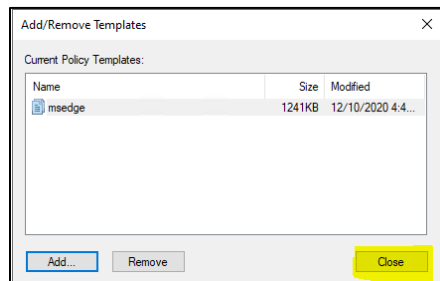 Add/Remove Templates
Current Policy Templates:
Name Size Modified
msedge 1241KB 12/10/2020 4:4...
Add... Remove Close